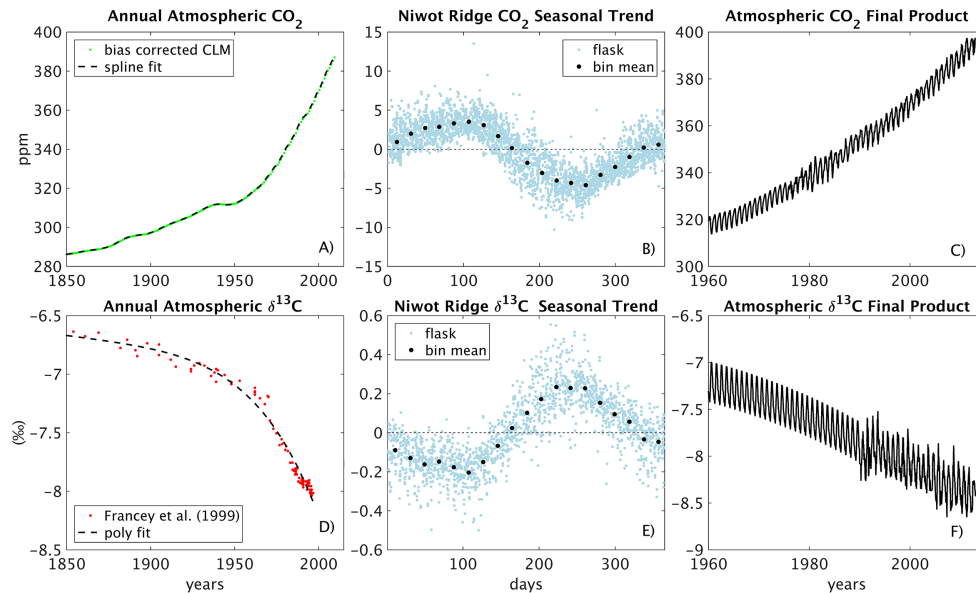 Annual Atmospheric CO2
400
380
360
340
320
300
280
ppm
1850
1900
1950
2000
bias corrected CLM
spline fit
A)
Niwot Ridge CO2 Seasonal Trend
15
10
5
0
−5
−10
−15
0
100
200
300
flask
bin mean
B)
Atmospheric CO2 Final Product
400
380
360
340
320
300
1960
1980
2000
C)
Annual Atmospheric δ13C
−6.5
−7
−7.5
−8
−8.5
(‰)
1850
1900
1950
2000
years
Francey et al. (1999)
poly fit
D)
Niwot Ridge δ13C Seasonal Trend
0.6
0.4
0.2
0
−0.2
−0.4
−0.6
0
100
200
300
days
flask
bin mean
E)
Atmospheric δ13C Final Product
−6.5
−7
−7.5
−8
−8.5
−9
1960
1980
2000
years
F)